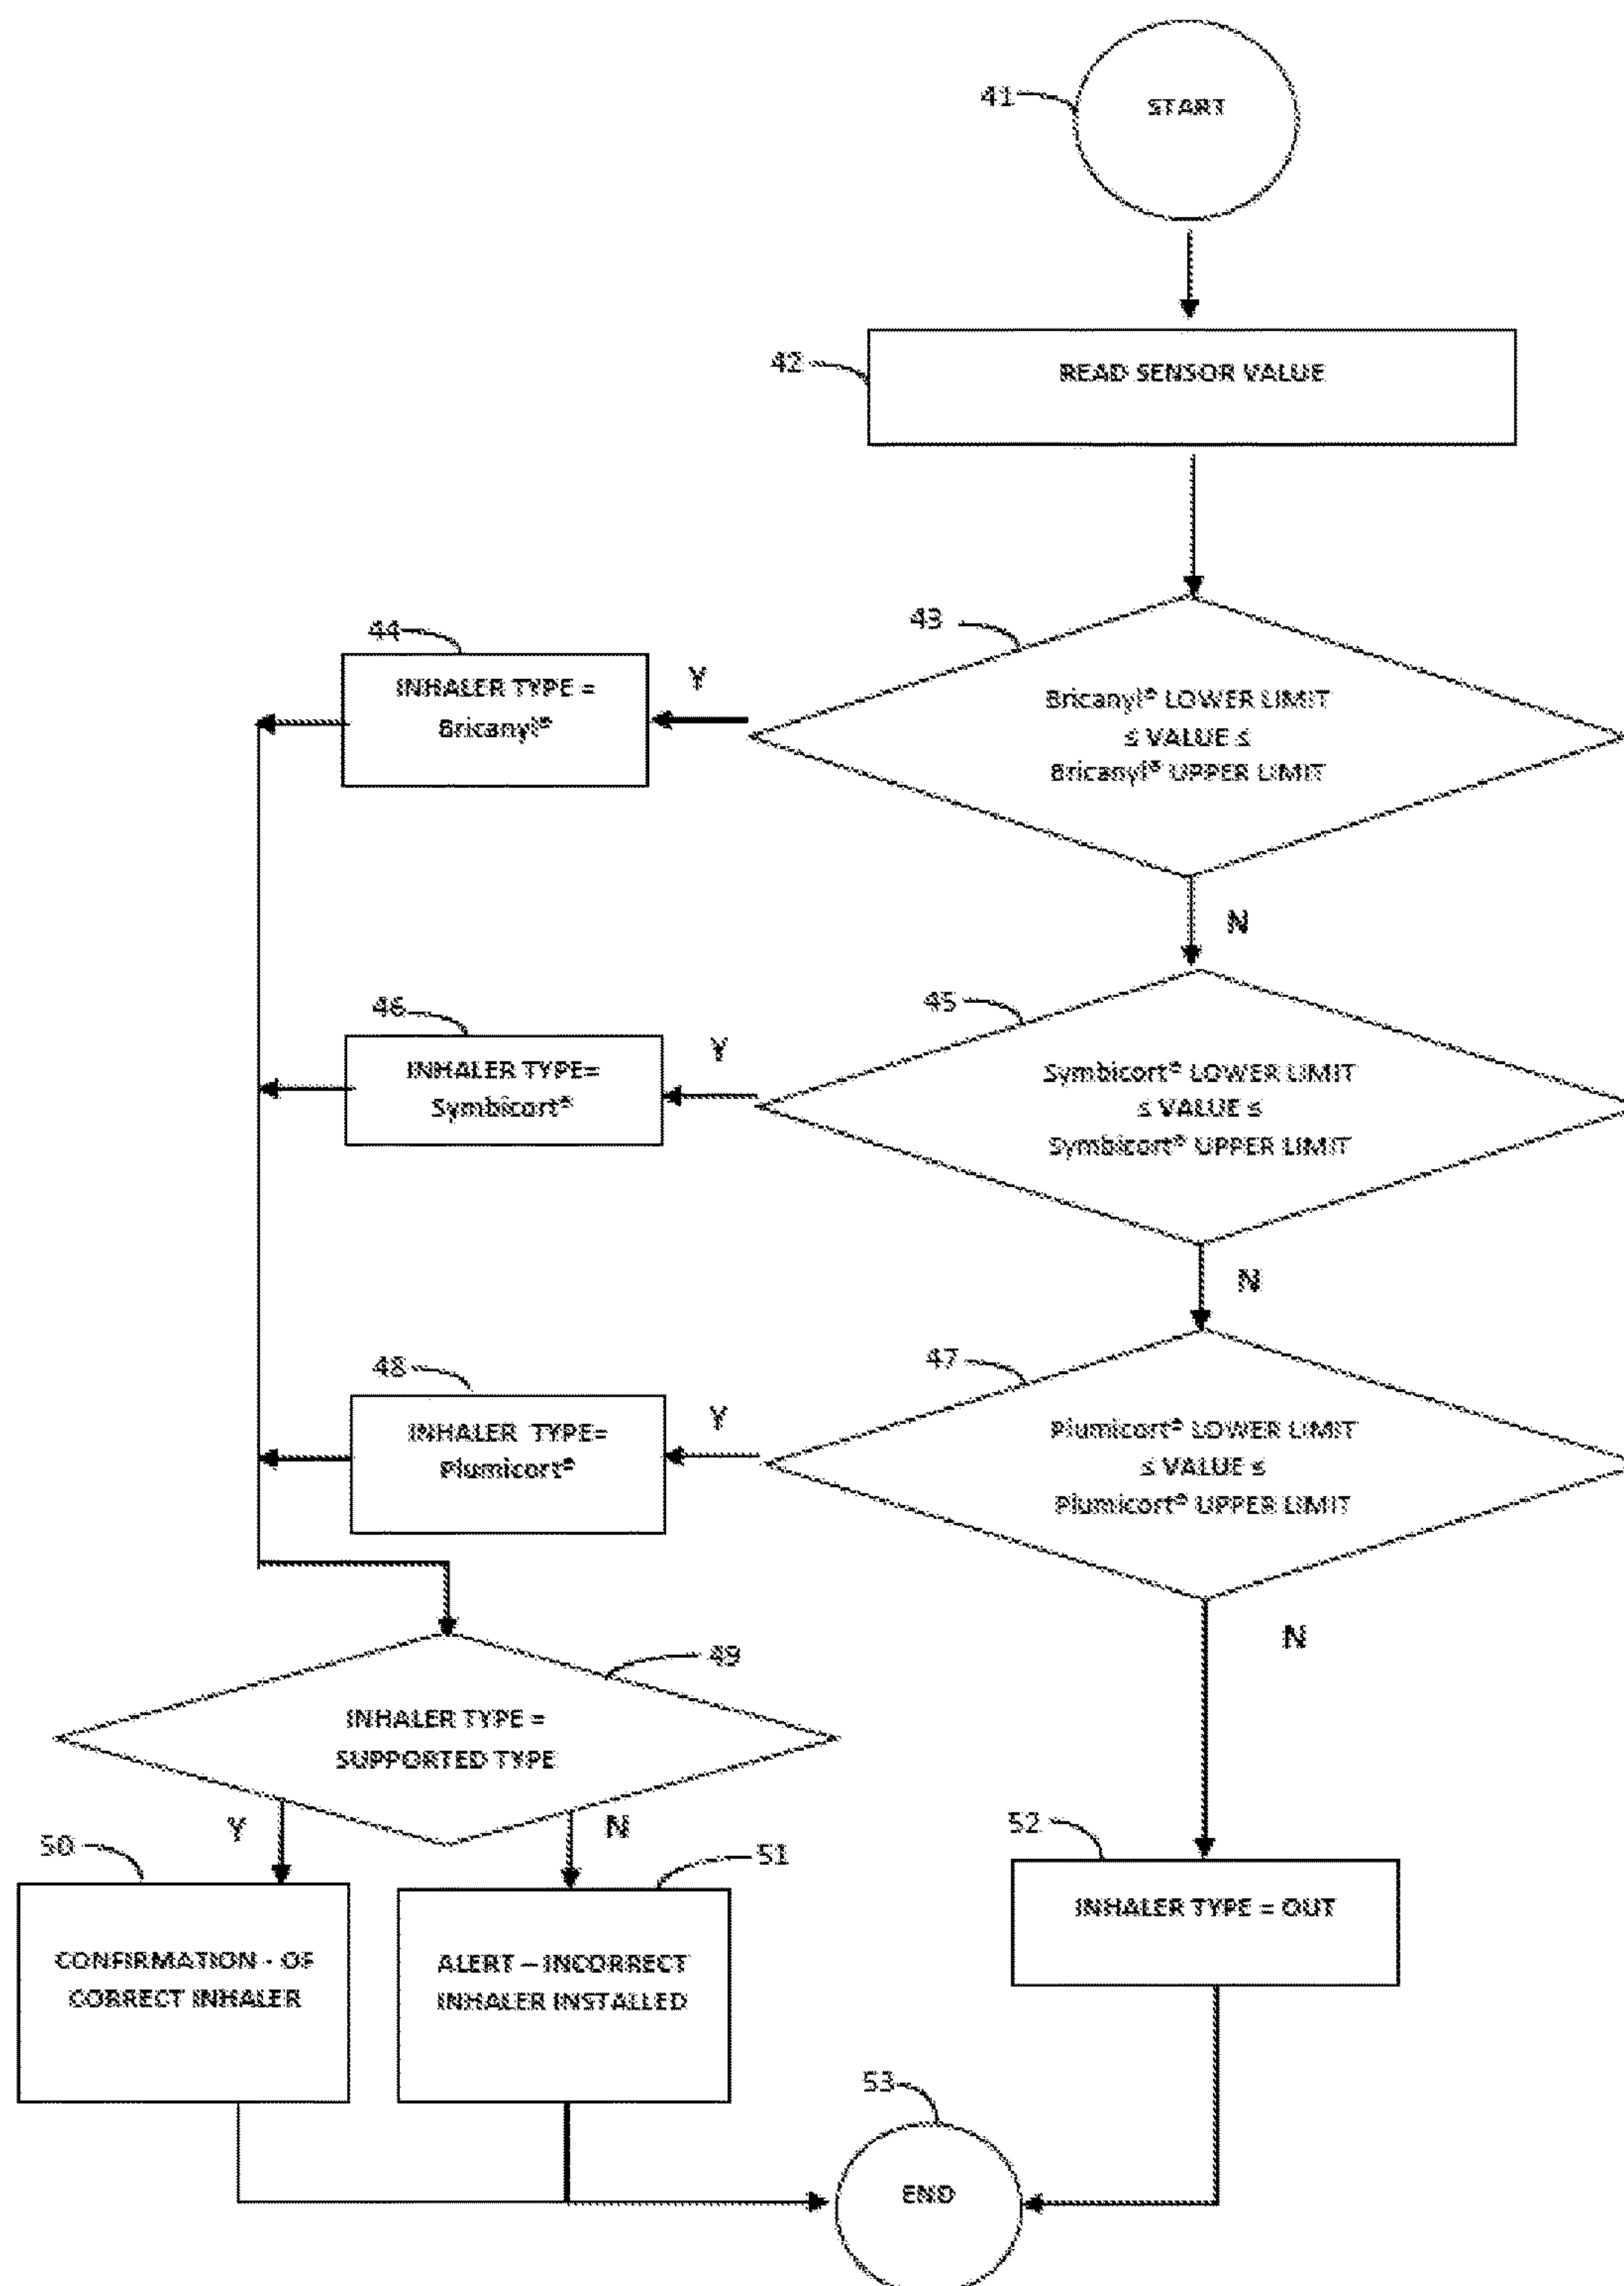 41
START
42
READ SENSOR VALUE
43
Bricanyl® LOWER LIMIT
≤ VALUE ≤
Bricanyl® UPPER LIMIT
Y
44
INHALER TYPE =
Bricanyl®
N
45
Symbicort® LOWER LIMIT
≤ VALUE ≤
Symbicort® UPPER LIMIT
Y
46
INHALER TYPE=
Symbicort®
N
47
Plumicort® LOWER LIMIT
≤ VALUE ≤
Plumicort® UPPER LIMIT
Y
48
INHALER TYPE=
Plumicort®
N
49
INHALER TYPE =
SUPPORTED TYPE
Y
N
50
CONFIRMATION - OF
CORRECT INHALER
51
ALERT – INCORRECT
INHALER INSTALLED
52
INHALER TYPE = OUT
53
END